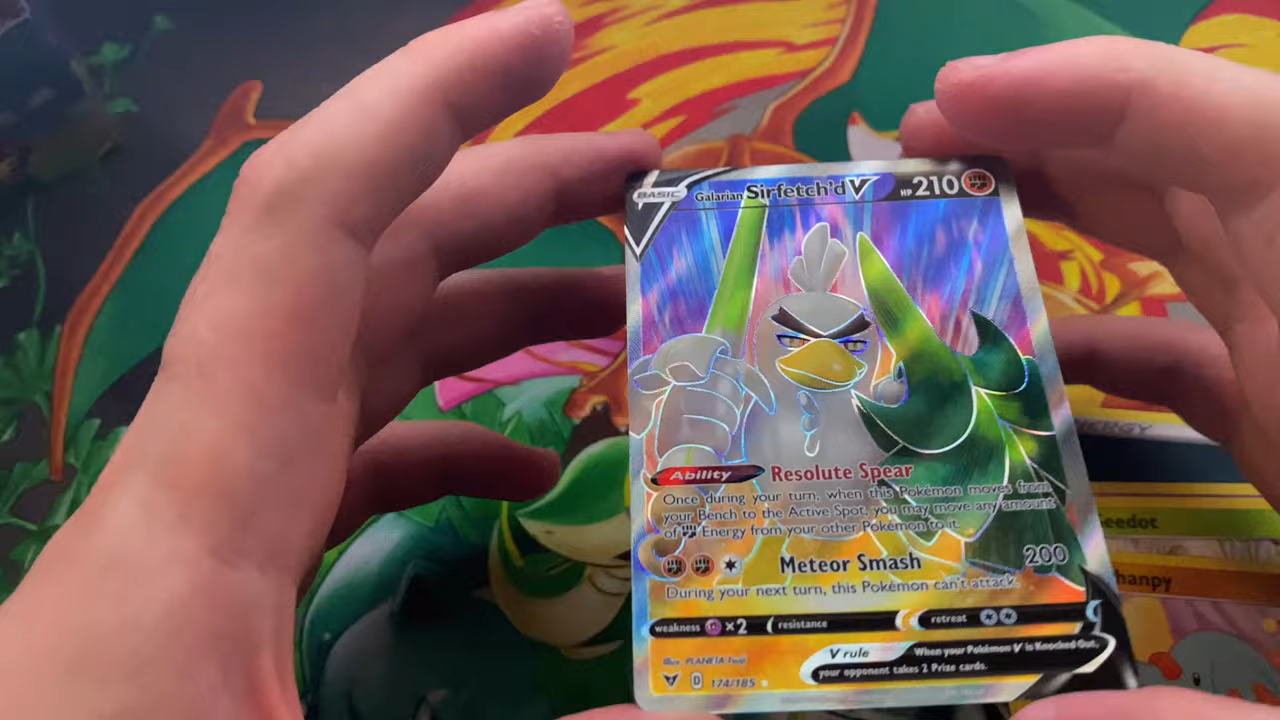 BASIC
Galarian Sirfetch'd V HP 210
Ability Resolute Spear
Once during your turn, when this Pokémon moves from
your Bench to the Active Spot, you may move any amount
of Energy from your other Pokémon to it.
Meteor Smash 200
During your next turn, this Pokémon can't attack.
weakness ×2 resistance retreat
V rule When your Pokémon V is Knocked Out,
your opponent takes 2 Prize cards.
Illus. PLANETA
D 174/185
ENERGY
Seedot
hanpy